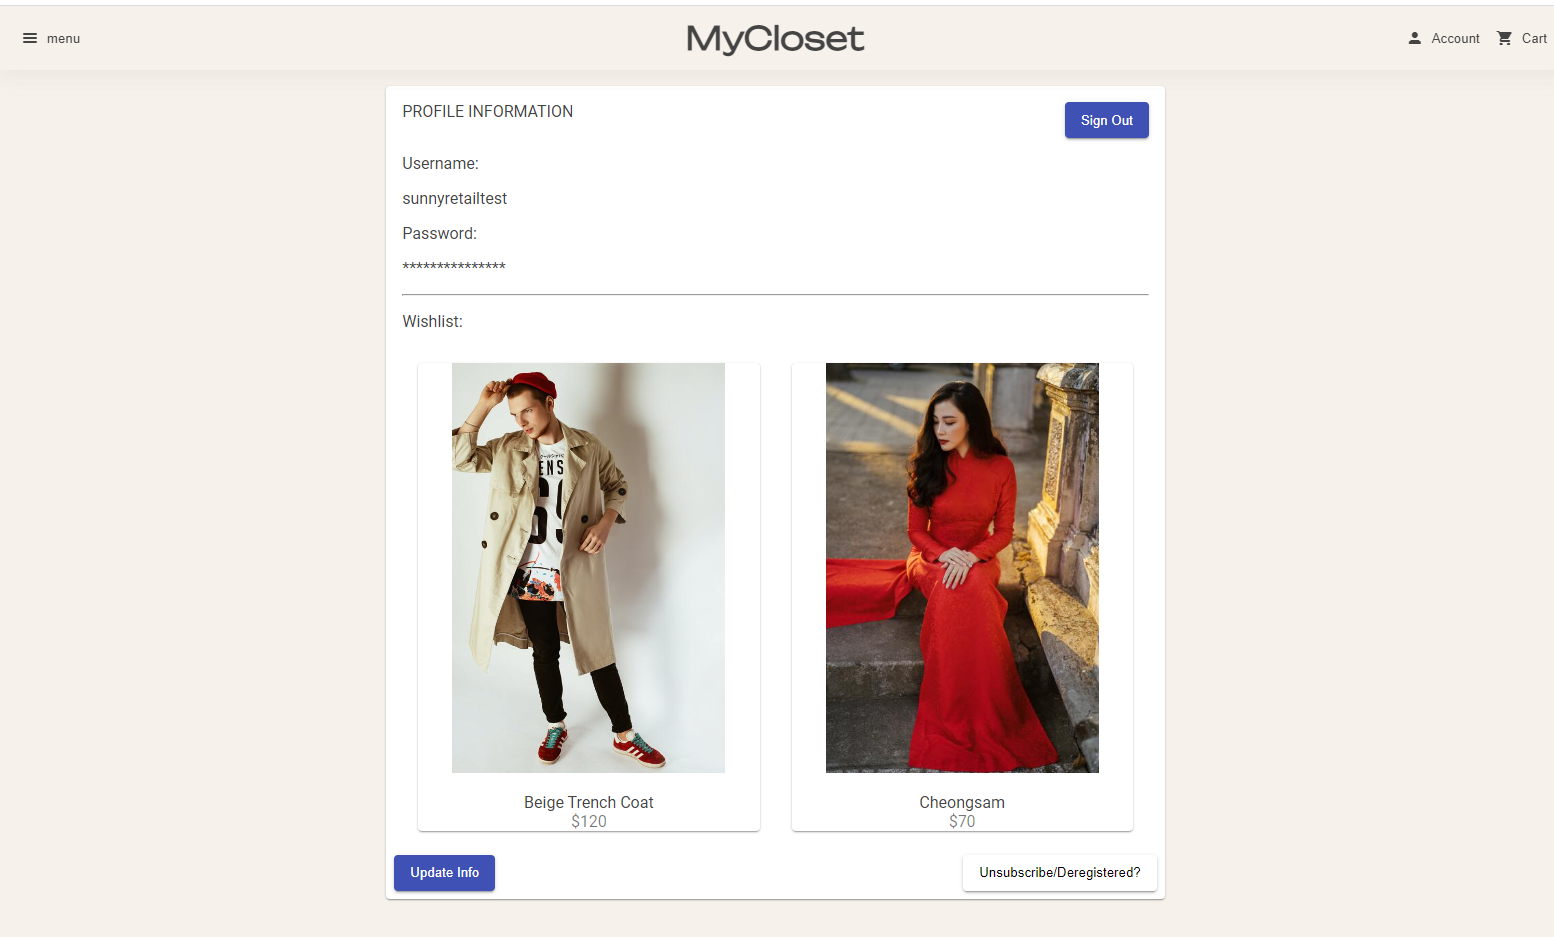 menu
MyCloset
Account
Cart
PROFILE INFORMATION
Sign Out
Username:
sunnyretailtest
Password:
***************
Wishlist:
ENS
Beige Trench Coat
$120
Cheongsam
$70
Update Info
Unsubscribe/Deregistered?